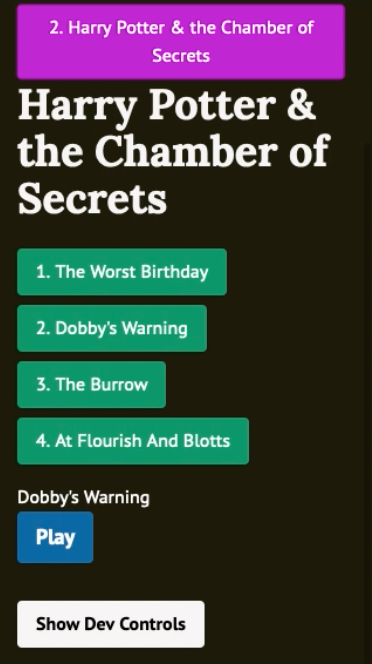 2. Harry Potter & the Chamber of
Secrets
Harry Potter &
the Chamber of
Secrets
1. The Worst Birthday
2. Dobby's Warning
3. The Burrow
4. At Flourish And Blotts
Dobby's Warning
Play
Show Dev Controls